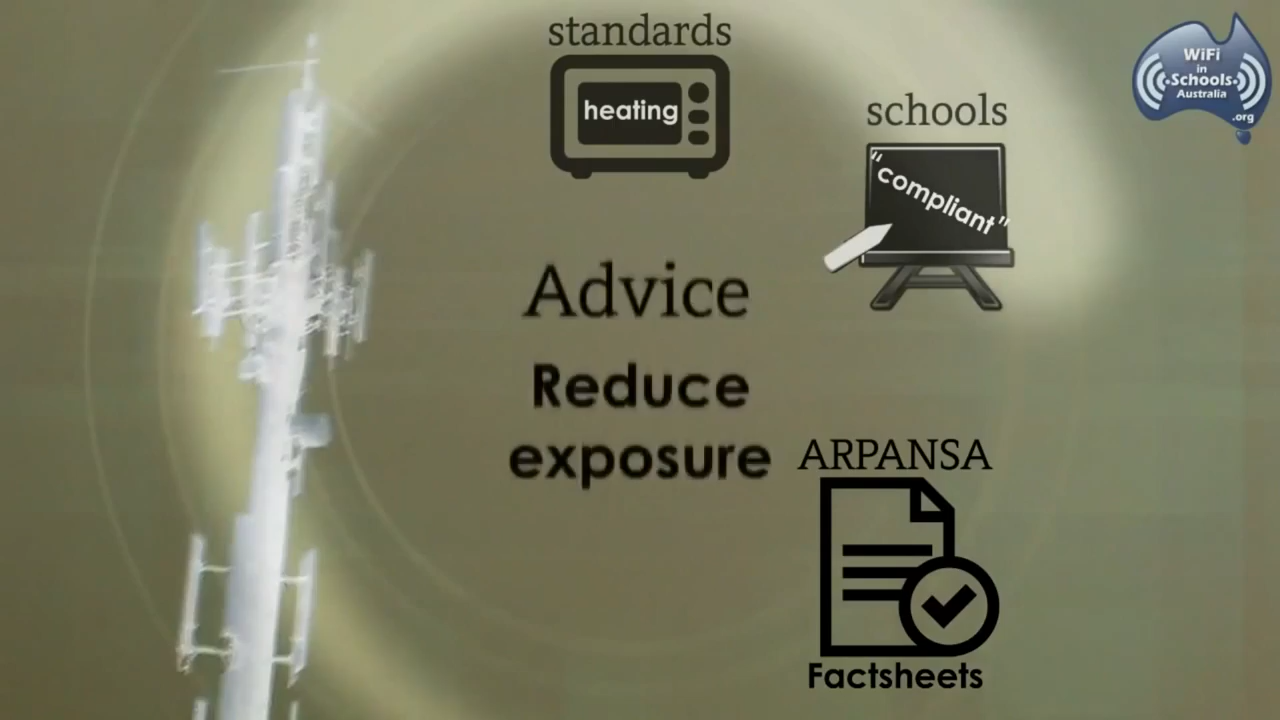 standards
heating
schools
"compliant"
Advice
Reduce
exposure
ARPANSA
Factsheets
WiFi
in
Schools
Australia
.org